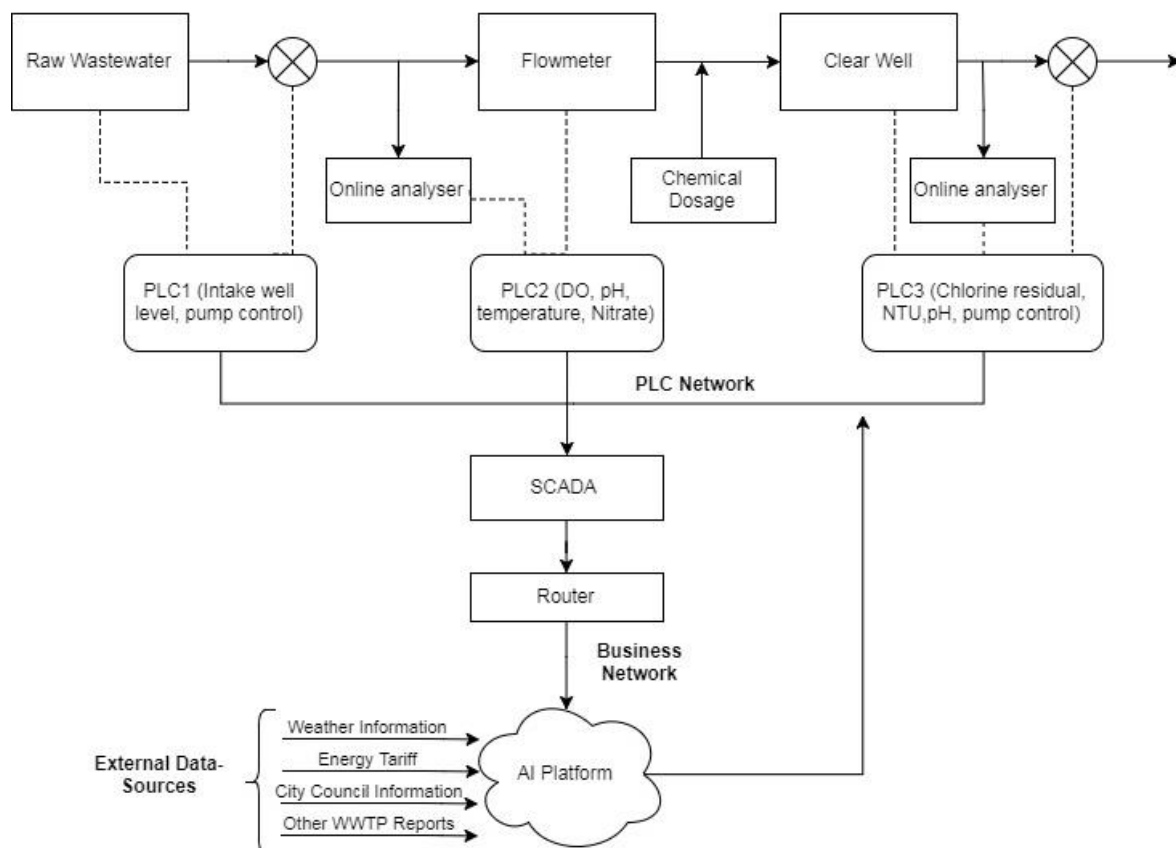 Raw Wastewater
Flowmeter
Clear Well
Online analyser
Chemical
Dosage
Online analyser
PLC1 (Intake well
level, pump control)
PLC2 (DO, pH,
temperature, Nitrate)
PLC3 (Chlorine residual,
NTU,pH, pump control)
PLC Network
SCADA
Router
Business
Network
External Data-
Sources
Weather Information
Energy Tariff
City Council Information
Other WWTP Reports
AI Platform